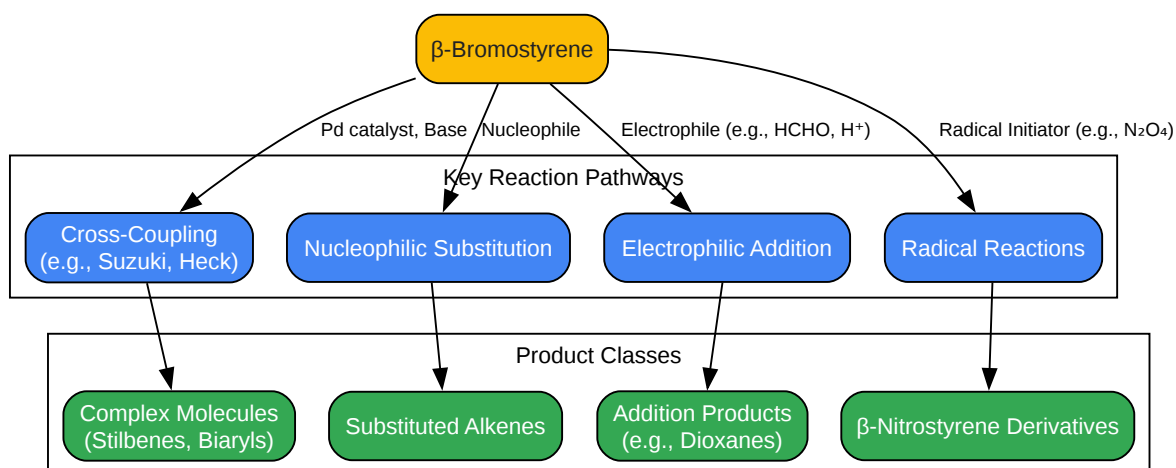 β-Bromostyrene
Pd catalyst, Base
Nucleophile
Electrophile (e.g., HCHO, H⁺)
Radical Initiator (e.g., N₂O₄)
Key Reaction Pathways
Cross-Coupling
(e.g., Suzuki, Heck)
Nucleophilic Substitution
Electrophilic Addition
Radical Reactions
Product Classes
Complex Molecules
(Stilbenes, Biaryls)
Substituted Alkenes
Addition Products
(e.g., Dioxanes)
β-Nitrostyrene Derivatives